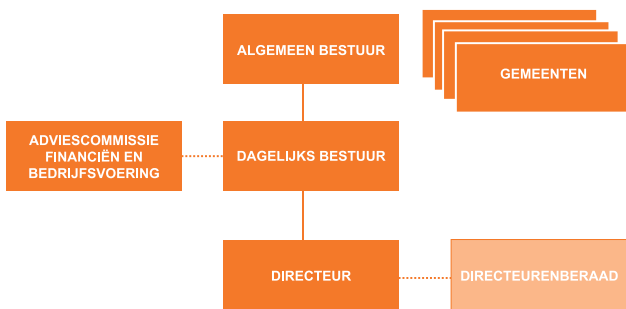 ALGEMEEN BESTUUR
GEMEENTEN
ADVIESCOMMISSIE
FINANCIËN EN
BEDRIJFSVOERING
DAGELIJKS BESTUUR
DIRECTEUR
DIRECTEURENBERAAD